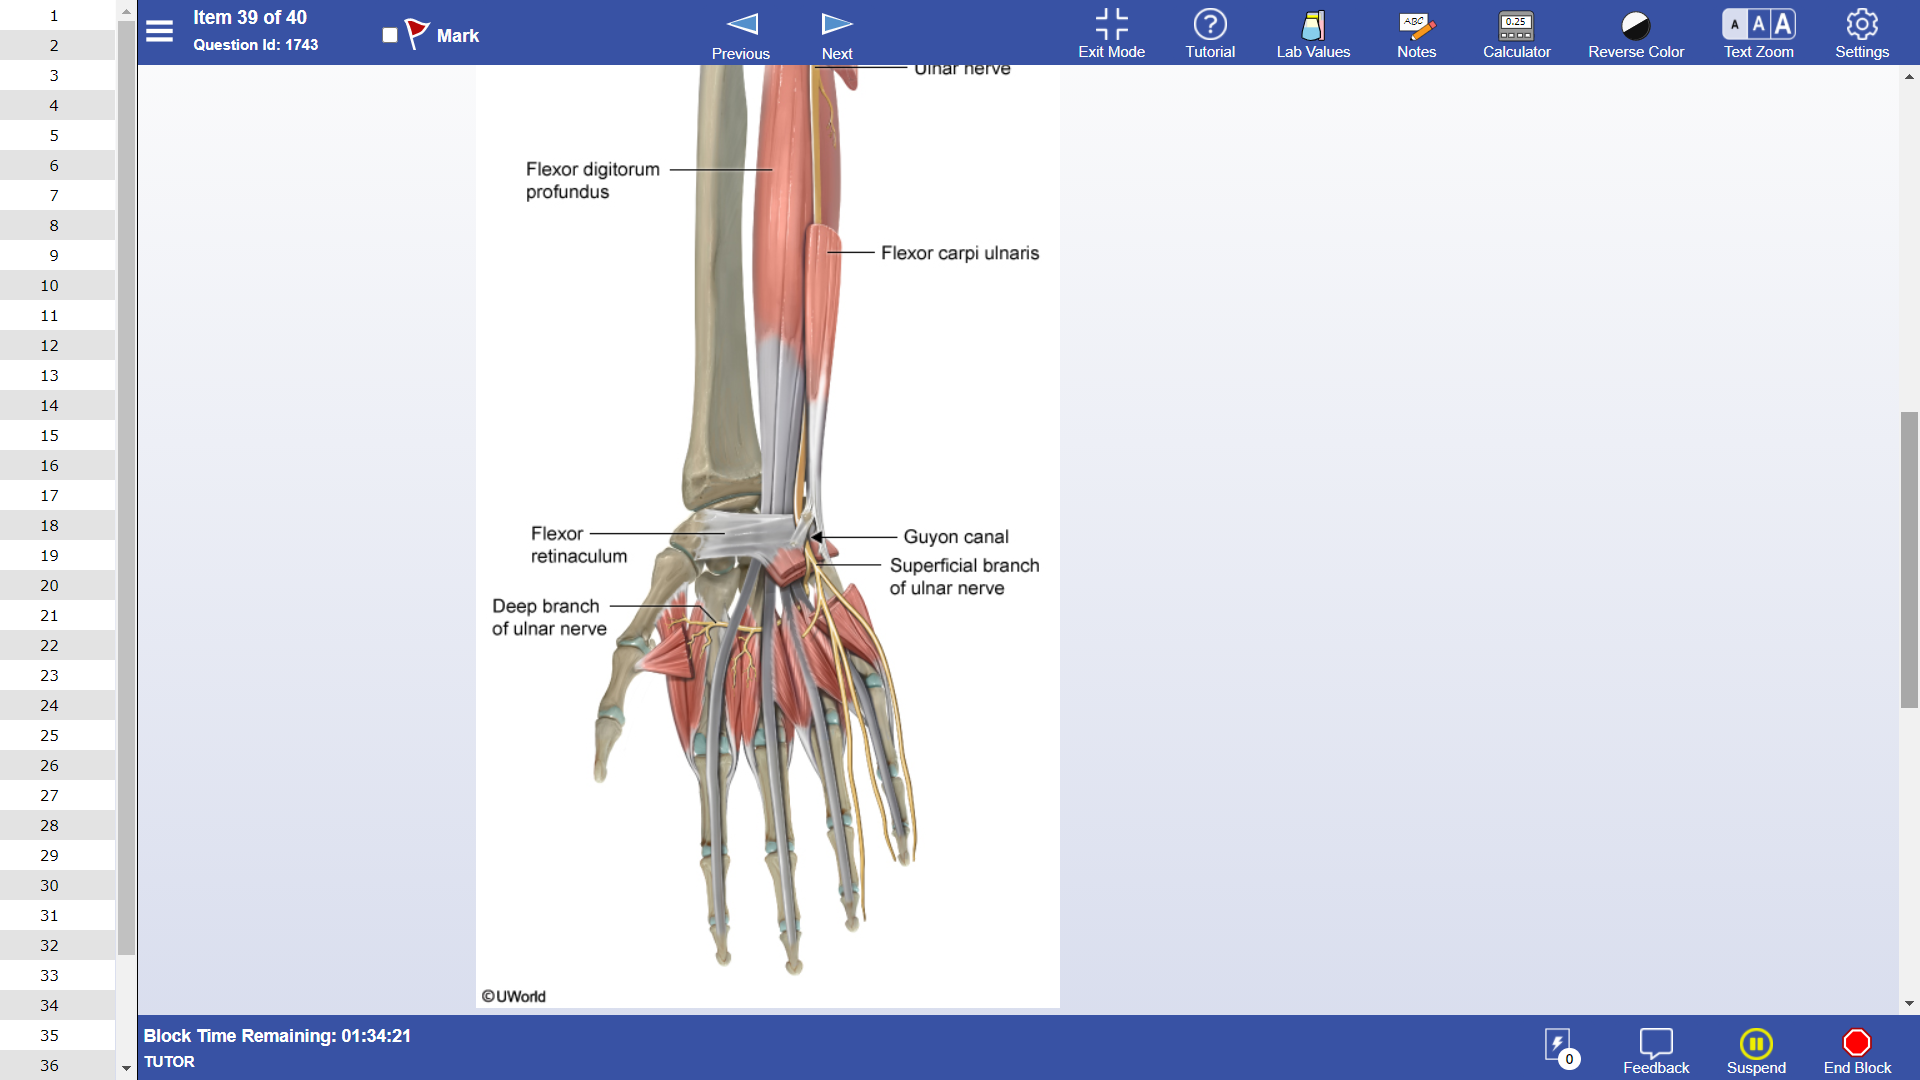 1
2
3
4
5
6
7
8
9
10
11
12
13
14
15
16
17
18
19
20
21
22
23
24
25
26
27
28
29
30
31
32
33
34
35
36
Item 39 of 40
Question Id: 1743
Mark
Previous
Next
Exit Mode
Tutorial
Lab Values
ABC
Notes
0.25
Calculator
Reverse Color
A A A
Text Zoom
Settings
Ulnar nerve
Flexor digitorum
profundus
Flexor carpi ulnaris
Flexor
retinaculum
Guyon canal
Superficial branch
of ulnar nerve
Deep branch
of ulnar nerve
©UWorld
Block Time Remaining: 01:34:21
TUTOR
0
Feedback
Suspend
End Block